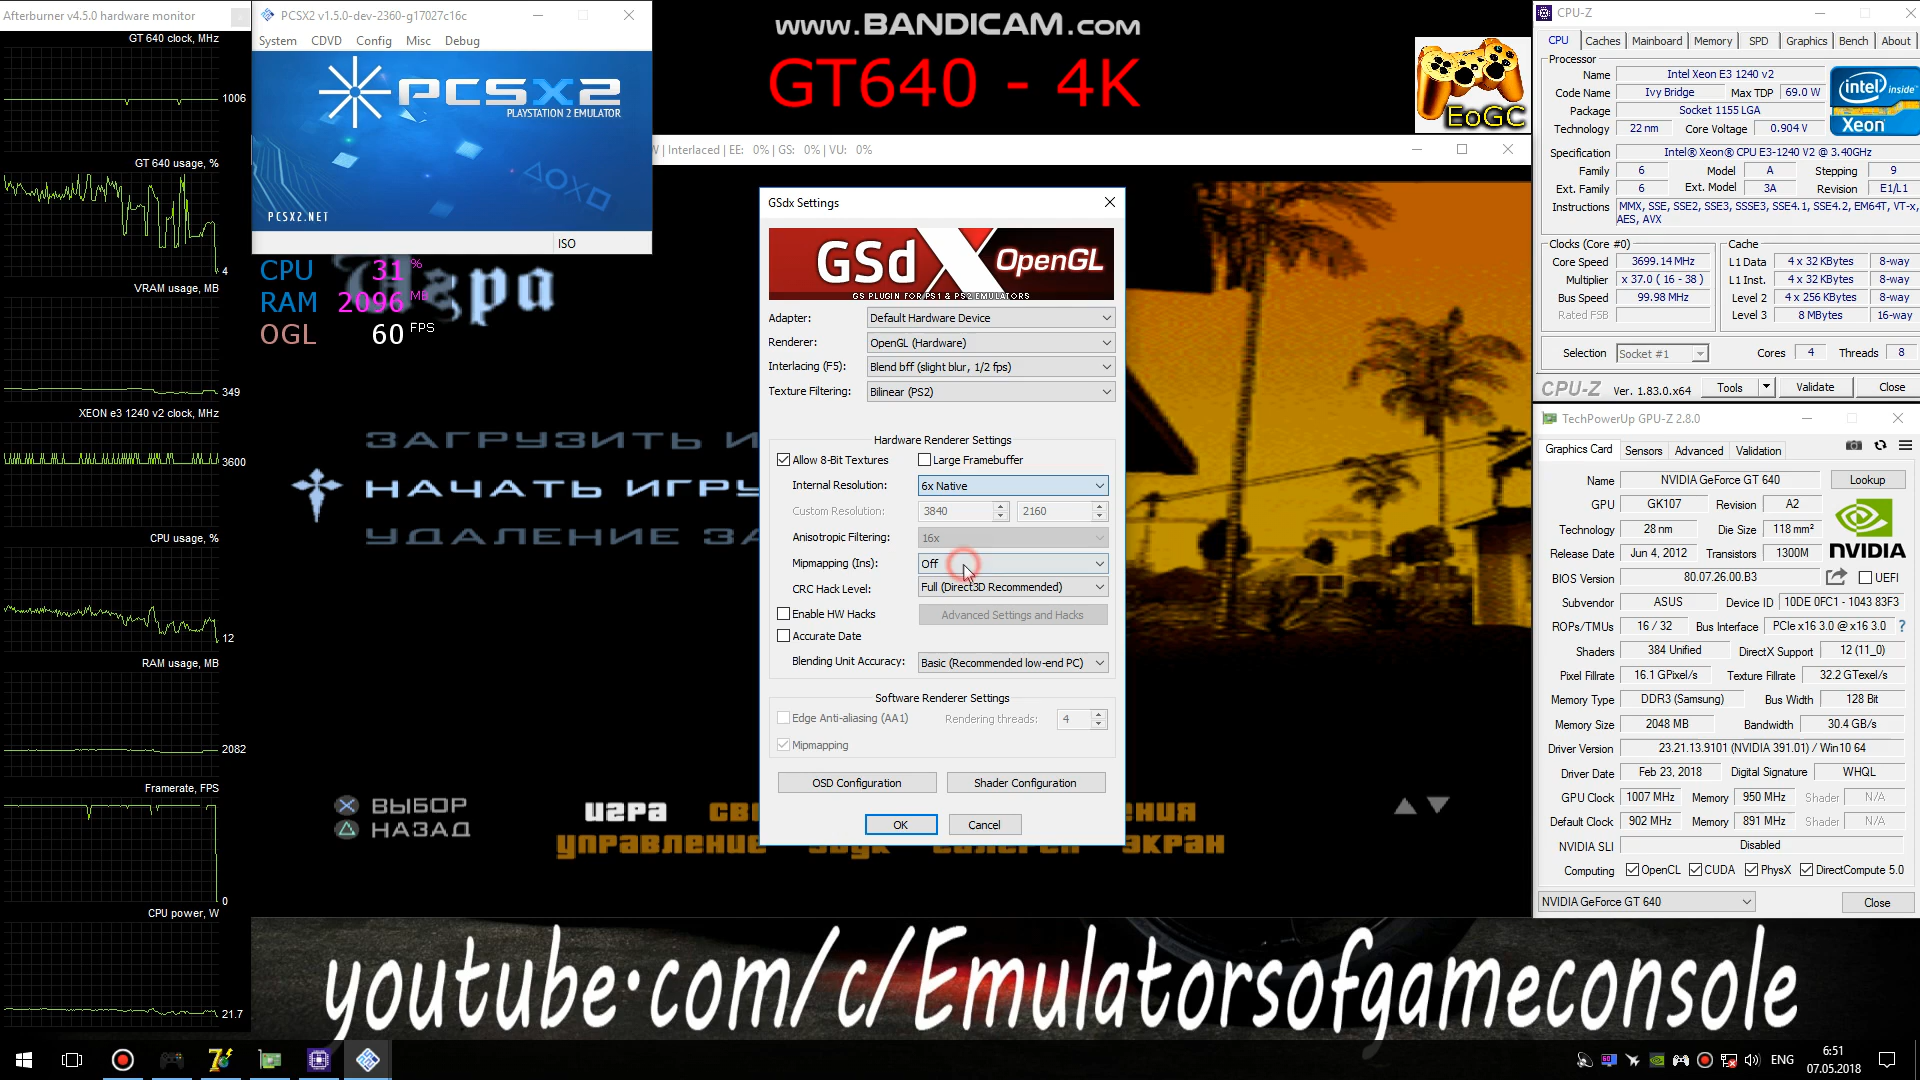 Afterburner v4.5.0 hardware monitor
GT 640 clock, MHz
1006
GT 640 usage, %
4
VRAM usage, MB
349
XEON e3 1240 v2 clock, MHz
3600
CPU usage, %
12
RAM usage, MB
2082
Framerate, FPS
0
CPU power, W
21.7
PCSX2 v1.5.0-dev-2360-g17027c16c
System CDVD Config Misc Debug
PCSX2
PLAYSTATION 2 EMULATOR
PCSX2.NET
ISO
CPU 31 %
RAM 2096 MB
OGL 60 FPS
Игра
www.BANDICAM.com
GT640 - 4K
EoGC
| Interlaced | EE: 0% | GS: 0% | VU: 0%
ЗАГРУЗИТЬ И
НАЧАТЬ ИГРУ
УДАЛЕНИЕ ЗА
ВЫБОР
НАЗАД
игра
управление
экран
GSdx Settings
GSdX OpenGL
GS PLUGIN FOR PS1 & PS2 EMULATORS
Adapter: Default Hardware Device
Renderer: OpenGL (Hardware)
Interlacing (F5): Blend bff (slight blur, 1/2 fps)
Texture Filtering: Bilinear (PS2)
Hardware Renderer Settings
Allow 8-Bit Textures Large Framebuffer
Internal Resolution: 6x Native
Custom Resolution: 3840 2160
Anisotropic Filtering: 16x
Mipmapping (Ins): Off
CRC Hack Level: Full (Direct3D Recommended)
Enable HW Hacks Advanced Settings and Hacks
Accurate Date
Blending Unit Accuracy: Basic (Recommended low-end PC)
Software Renderer Settings
Edge Anti-aliasing (AA1) Rendering threads: 4
Mipmapping
OSD Configuration Shader Configuration
OK Cancel
CPU-Z
CPU Caches Mainboard Memory SPD Graphics Bench About
Processor
Name Intel Xeon E3 1240 v2
Code Name Ivy Bridge Max TDP 69.0 W
Package Socket 1155 LGA
Technology 22 nm Core Voltage 0.904 V
intel inside
Xeon
Specification Intel® Xeon® CPU E3-1240 V2 @ 3.40GHz
Family 6 Model A Stepping 9
Ext. Family 6 Ext. Model 3A Revision E1/L1
Instructions MMX, SSE, SSE2, SSE3, SSSE3, SSE4.1, SSE4.2, EM64T, VT-x,
AES, AVX
Clocks (Core #0) Cache
Core Speed 3699.14 MHz L1 Data 4 x 32 KBytes 8-way
Multiplier x 37.0 ( 16 - 38 ) L1 Inst. 4 x 32 KBytes 8-way
Bus Speed 99.98 MHz Level 2 4 x 256 KBytes 8-way
Rated FSB Level 3 8 MBytes 16-way
Selection Socket #1 Cores 4 Threads 8
CPU-Z Ver. 1.83.0.x64 Tools Validate Close
TechPowerUp GPU-Z 2.8.0
Graphics Card Sensors Advanced Validation
Name NVIDIA GeForce GT 640 Lookup
GPU GK107 Revision A2
Technology 28 nm Die Size 118 mm²
Release Date Jun 4, 2012 Transistors 1300M
NVIDIA
BIOS Version 80.07.26.00.B3 UEFI
Subvendor ASUS Device ID 10DE 0FC1 - 1043 83F3
ROPs/TMUs 16 / 32 Bus Interface PCIe x16 3.0 @ x16 3.0 ?
Shaders 384 Unified DirectX Support 12 (11_0)
Pixel Fillrate 16.1 GPixel/s Texture Fillrate 32.2 GTexel/s
Memory Type DDR3 (Samsung) Bus Width 128 Bit
Memory Size 2048 MB Bandwidth 30.4 GB/s
Driver Version 23.21.13.9101 (NVIDIA 391.01) / Win10 64
Driver Date Feb 23, 2018 Digital Signature WHQL
GPU Clock 1007 MHz Memory 950 MHz Shader N/A
Default Clock 902 MHz Memory 891 MHz Shader N/A
NVIDIA SLI Disabled
Computing OpenCL CUDA PhysX DirectCompute 5.0
NVIDIA GeForce GT 640 Close
youtube.com/c/Emulatorsofgameconsole
ENG
6:51
07.05.2018